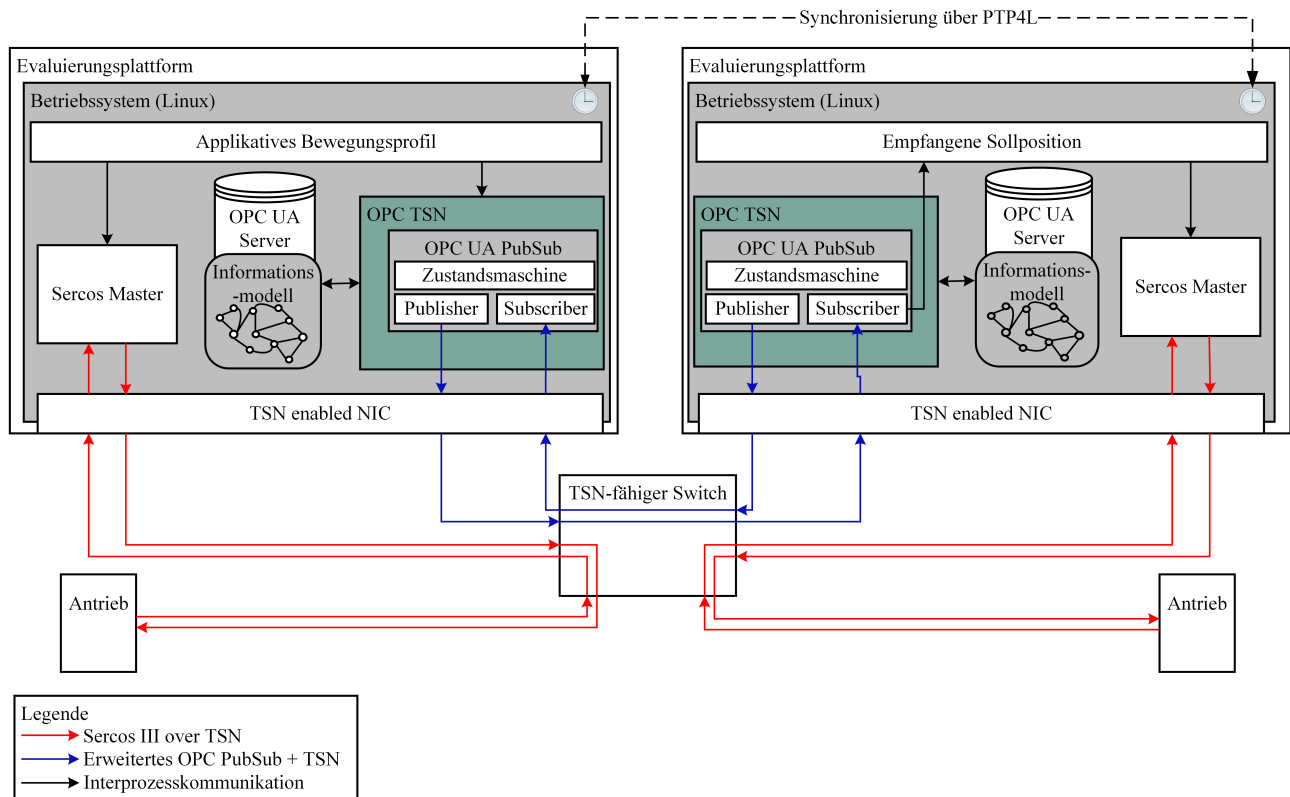 Synchronisierung über PTP4L
Evaluierungsplattform
Betriebssystem (Linux)
Applikatives Bewegungsprofil
OPC UA
Server
Informations
-modell
Sercos Master
OPC TSN
OPC UA PubSub
Zustandsmaschine
Publisher
Subscriber
TSN enabled NIC
Evaluierungsplattform
Betriebssystem (Linux)
Empfangene Sollposition
OPC TSN
OPC UA PubSub
Zustandsmaschine
Publisher
Subscriber
OPC UA
Server
Informations-
modell
Sercos Master
TSN enabled NIC
TSN-fähiger Switch
Antrieb
Antrieb
Legende
Sercos III over TSN
Erweitertes OPC PubSub + TSN
Interprozesskommunikation